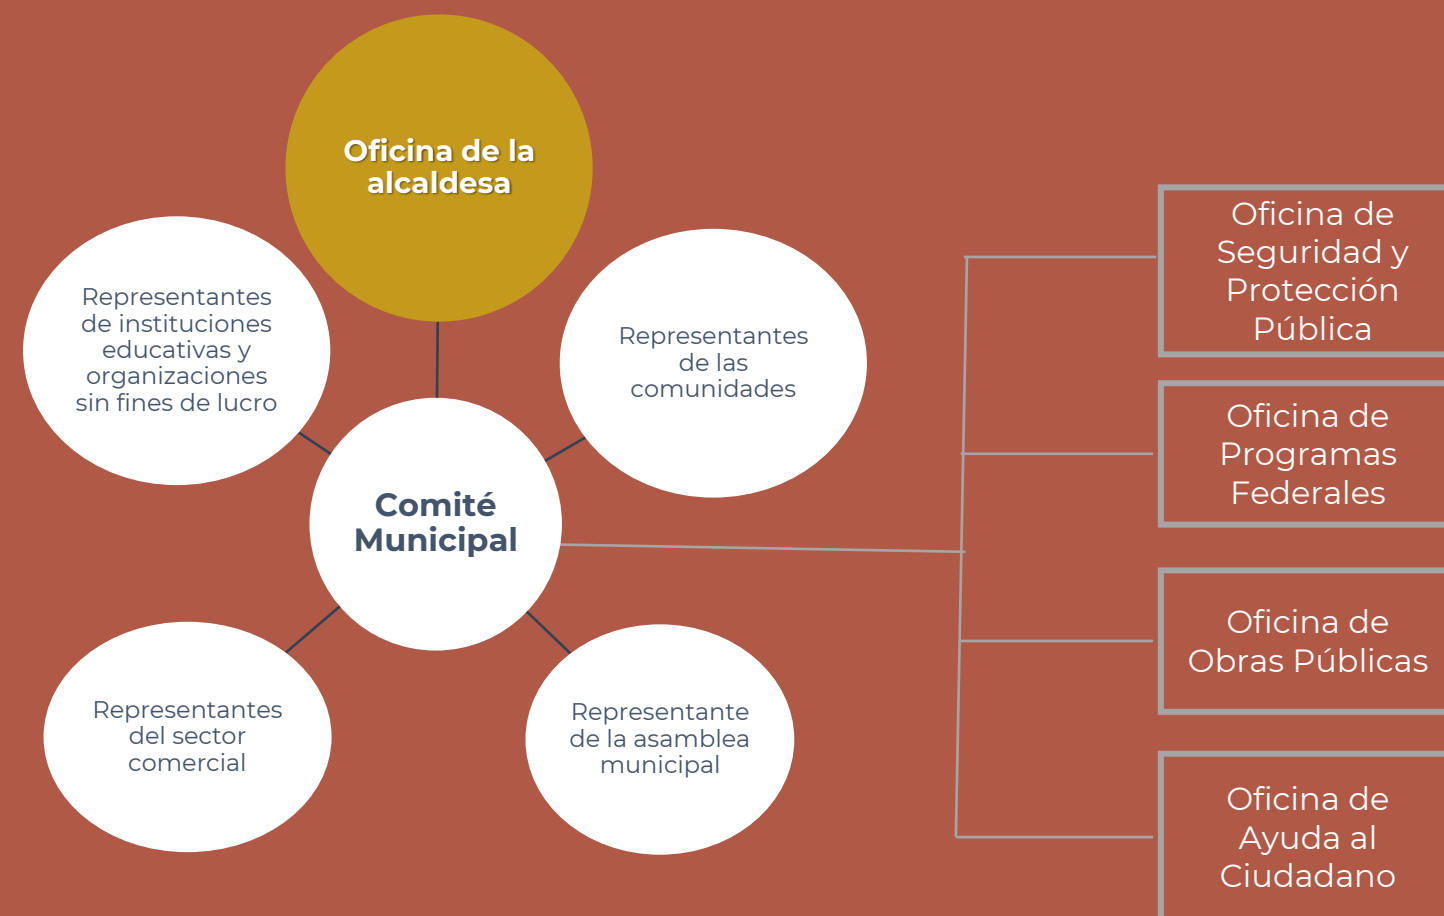 Oficina de la
alcaldesa
Representantes
de instituciones
educativas y
organizaciones
sin fines de lucro
Representantes
de las
comunidades
Comité
Municipal
Representantes
del sector
comercial
Representante
de la asamblea
municipal
Oficina de
Seguridad y
Protección
Pública
Oficina de
Programas
Federales
Oficina de
Obras Públicas
Oficina de
Ayuda al
Ciudadano